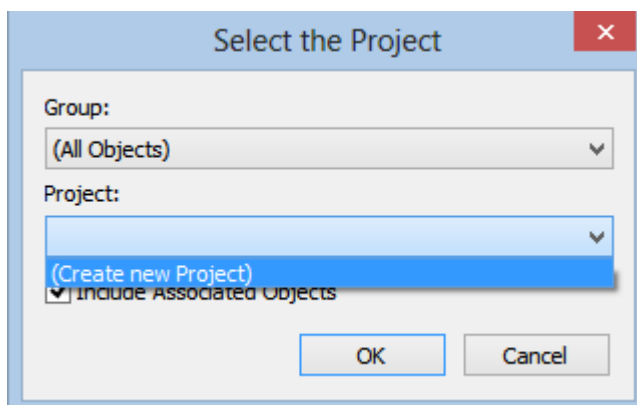 Select the Project
Group:
(All Objects)
Project:
(Create new Project)
Include Associated Objects
OK
Cancel